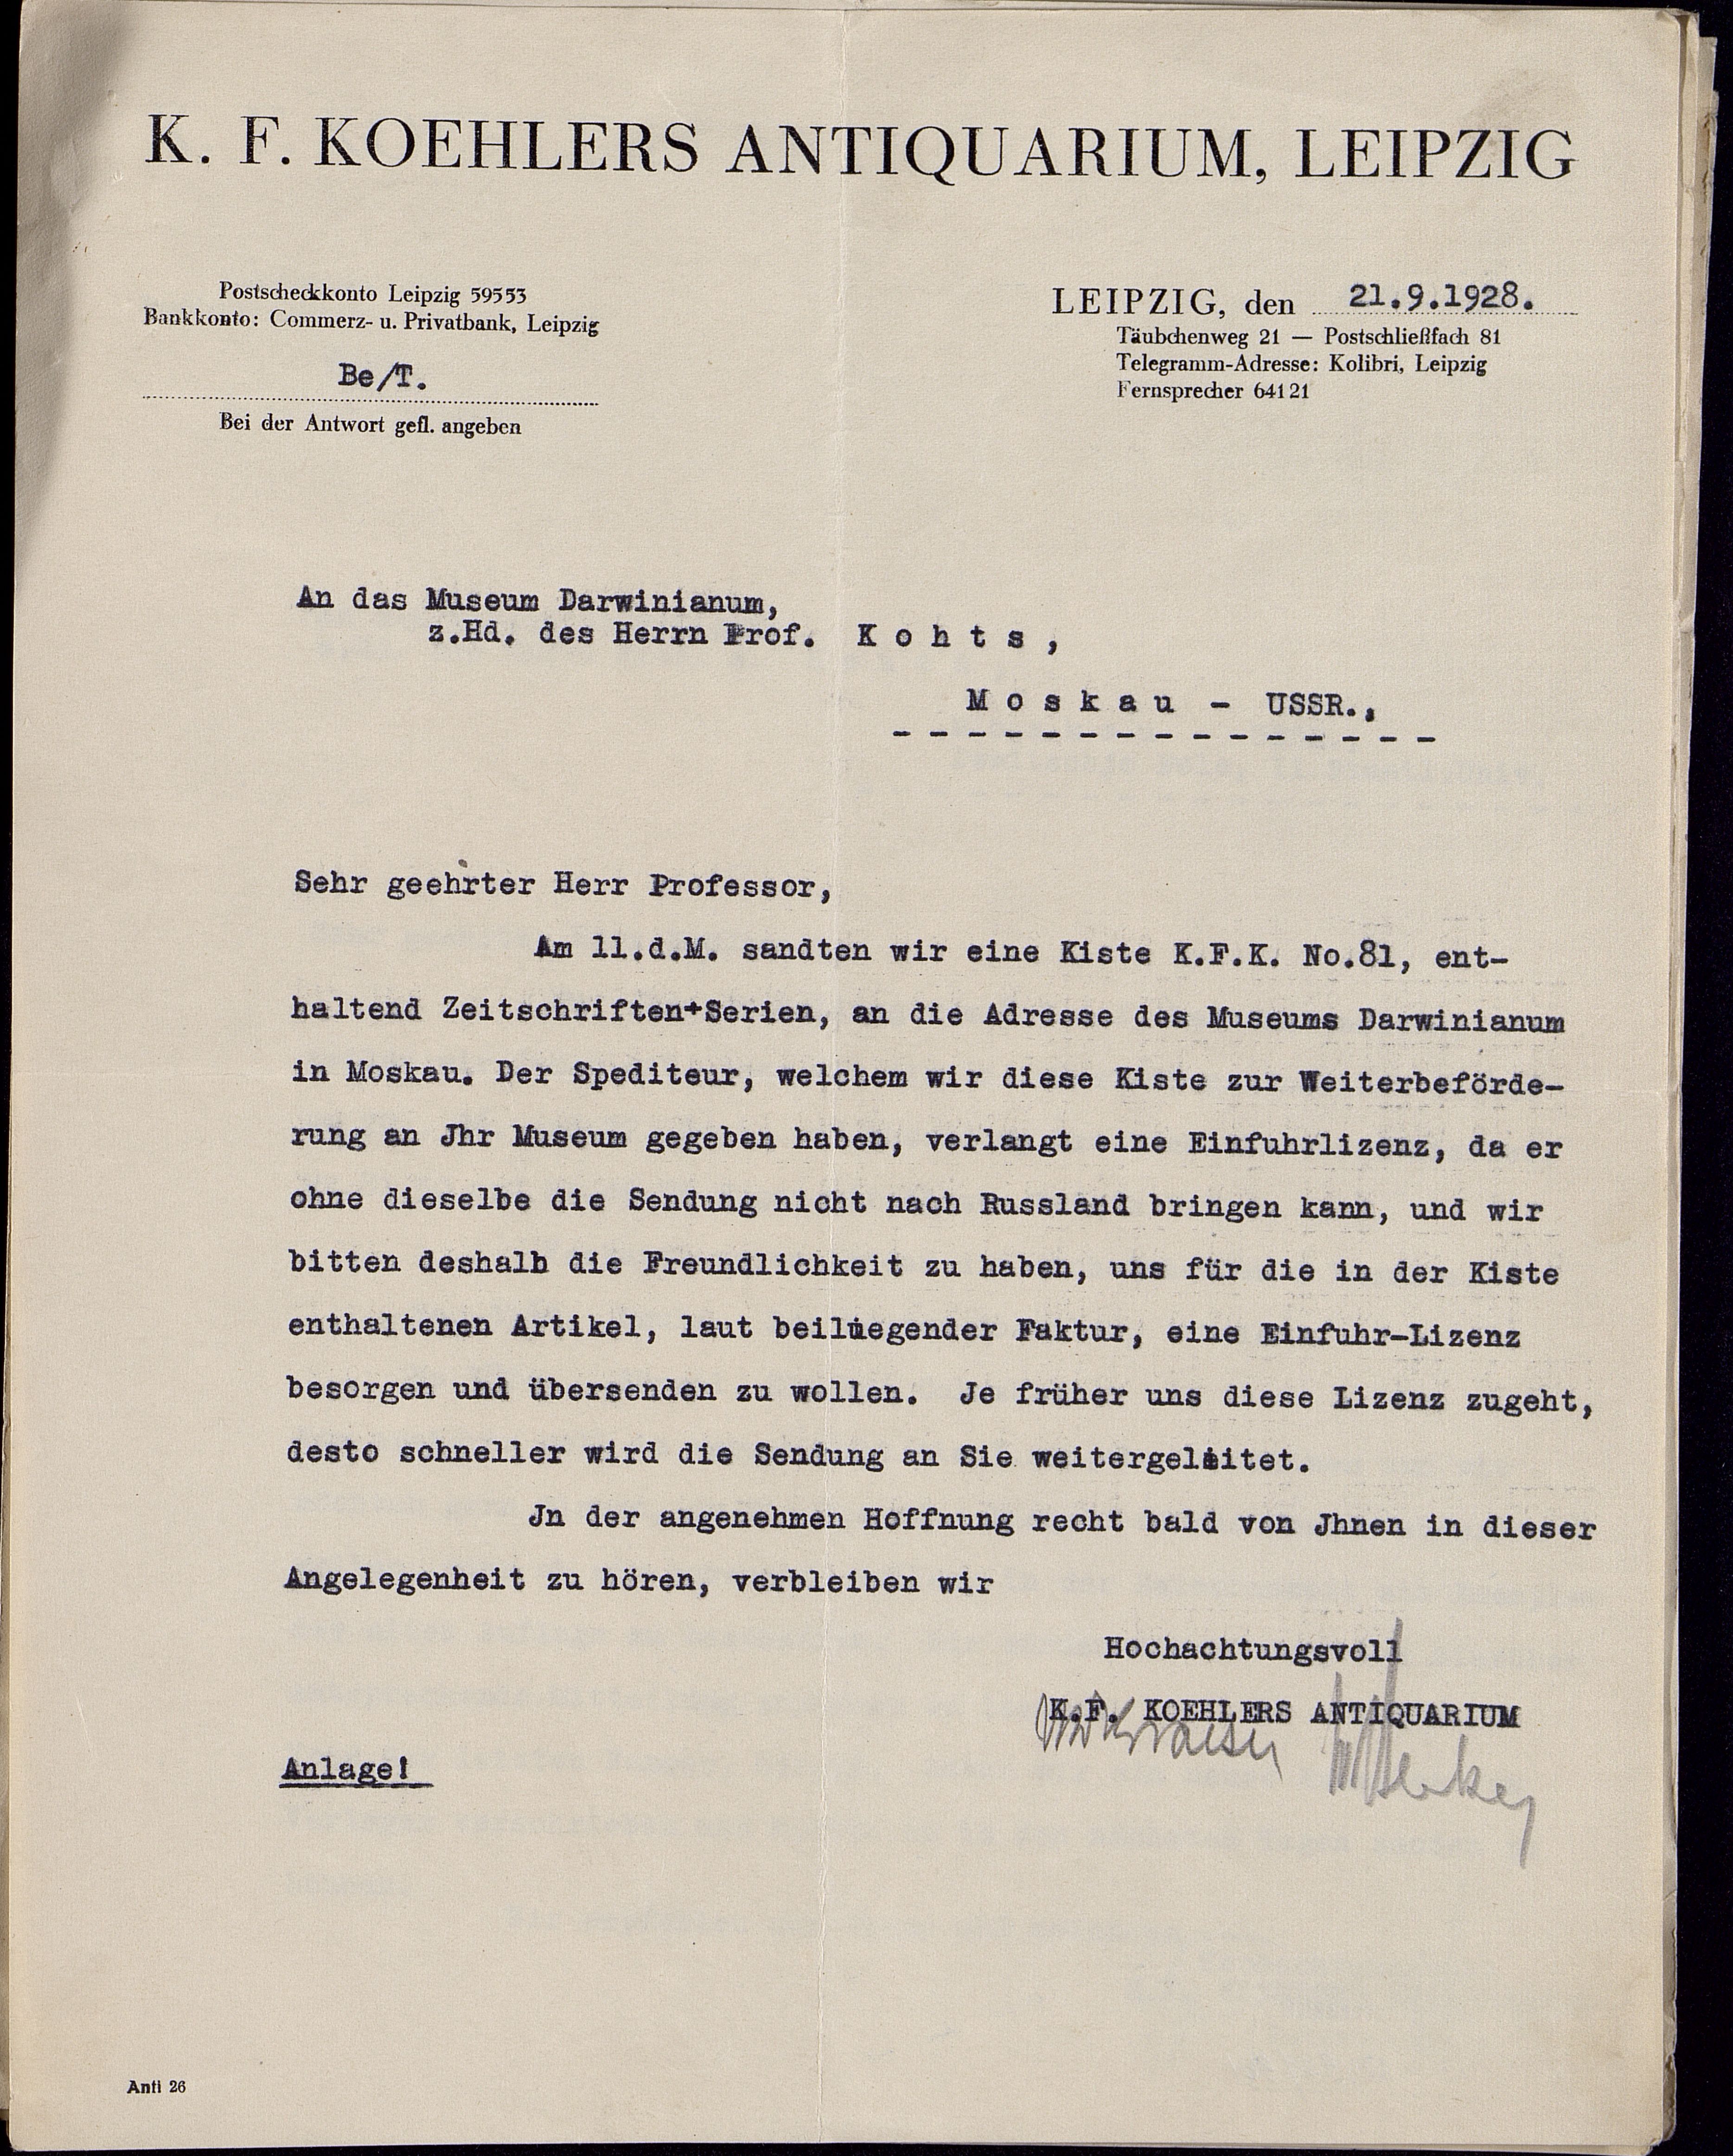 K. F. KOEHLERS ANTIQUARIUM, LEIPZIG
Postscheckkonto Leipzig 59553
Bankkonto: Commerz- u. Privatbank, Leipzig
Be/T.
Bei der Antwort gefl. angeben
LEIPZIG, den 21.9.1928.
Täubchenweg 21 — Postschließfach 81
Telegramm-Adresse: Kolibri, Leipzig
Fernsprecher 64121
An das Museum Darwinianum,
z.Hd. des Herrn Prof. K o h t s ,
M o s k a u - USSR.,
- - - - - - - - - - - - - - - -
Sehr geehrter Herr Professor,
Am 11.d.M. sandten wir eine Kiste K.F.K. No.81, ent-
haltend Zeitschriften+Serien, an die Adresse des Museums Darwinianum
in Moskau. Der Spediteur, welchem wir diese Kiste zur Weiterbeförde-
rung an Jhr Museum gegeben haben, verlangt eine Einfuhrlizenz, da er
ohne dieselbe die Sendung nicht nach Russland bringen kann, und wir
bitten deshalb die Freundlichkeit zu haben, uns für die in der Kiste
enthaltenen Artikel, laut beiliegender Faktur, eine Einfuhr-Lizenz
besorgen und übersenden zu wollen. Je früher uns diese Lizenz zugeht,
desto schneller wird die Sendung an Sie weitergeleitet.
Jn der angenehmen Hoffnung recht bald von Jhnen in dieser
Angelegenheit zu hören, verbleiben wir
Hochachtungsvoll
K.F. KOEHLERS ANTIQUARIUM
Anlage!
Anti 26